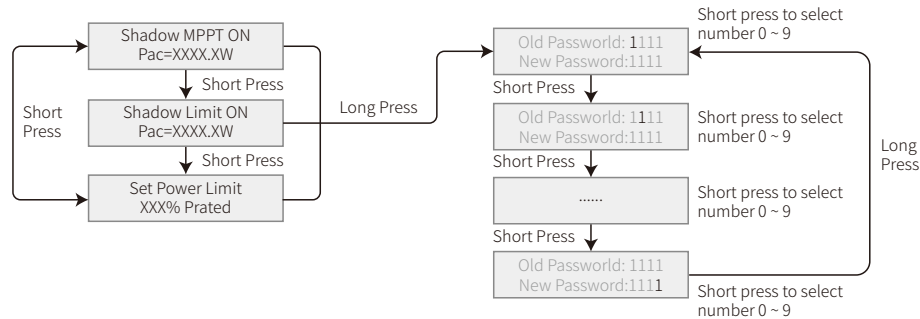 Shadow MPPT ON
Pac=XXXX.XW
Short Press
Shadow Limit ON
Pac=XXXX.XW
Short Press
Set Power Limit
XXX% Prated
Short
Press
Long Press
Old Passworld: 1111
New Password:1111
Short press to select
number 0 ~ 9
Short Press
Old Passworld: 1111
New Password:1111
Short press to select
number 0 ~ 9
Short Press
......
Short press to select
number 0 ~ 9
Short Press
Old Passworld: 1111
New Password:1111
Short press to select
number 0 ~ 9
Long
Press